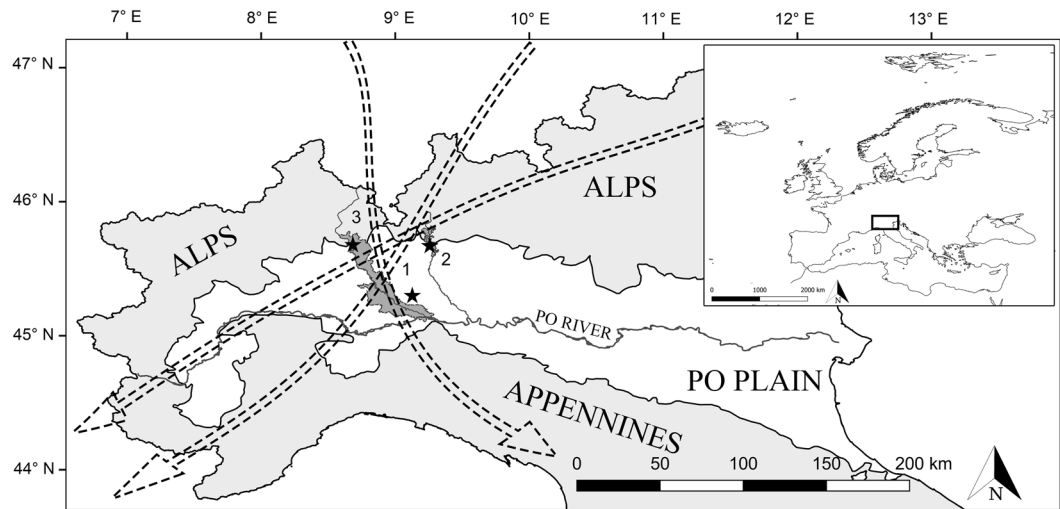 7° E 8° E 9° E 10° E 11° E 12° E 13° E
47° N
46° N
45° N
44° N
ALPS
ALPS
3
1
2
PO RIVER
PO PLAIN
APPENNINES
0 50 100 150 200 km
N
0 1000 2000 km
N